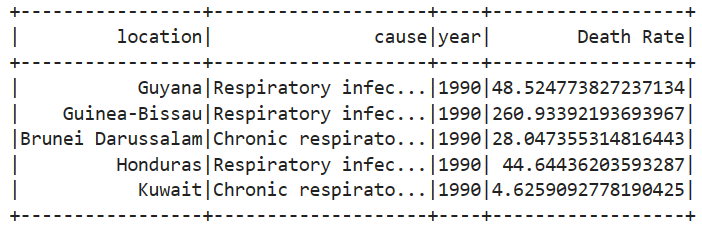 +-----------------+--------------------+----+------------------+
|         location|               cause|year|        Death Rate|
+-----------------+--------------------+----+------------------+
|           Guyana|Respiratory infec...|1990|48.524773827237134|
|    Guinea-Bissau|Respiratory infec...|1990|260.93392193693967|
|Brunei Darussalam|Chronic respirato...|1990|28.047355314816443|
|         Honduras|Respiratory infec...|1990| 44.64436203593287|
|           Kuwait|Chronic respirato...|1990|4.6259092778190425|
+-----------------+--------------------+----+------------------+